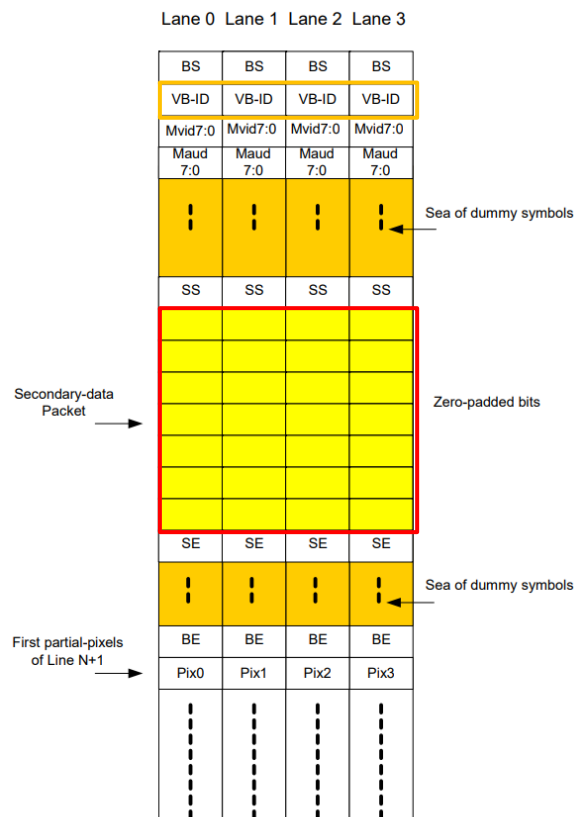 Lane 0 Lane 1 Lane 2 Lane 3
BS BS BS BS
VB-ID VB-ID VB-ID VB-ID
Mvid7:0 Mvid7:0 Mvid7:0 Mvid7:0
Maud Maud Maud Maud
7:0 7:0 7:0 7:0
Sea of dummy symbols
SS SS SS SS
Secondary-data
Packet
Zero-padded bits
SE SE SE SE
Sea of dummy symbols
BE BE BE BE
First partial-pixels
of Line N+1
Pix0 Pix1 Pix2 Pix3